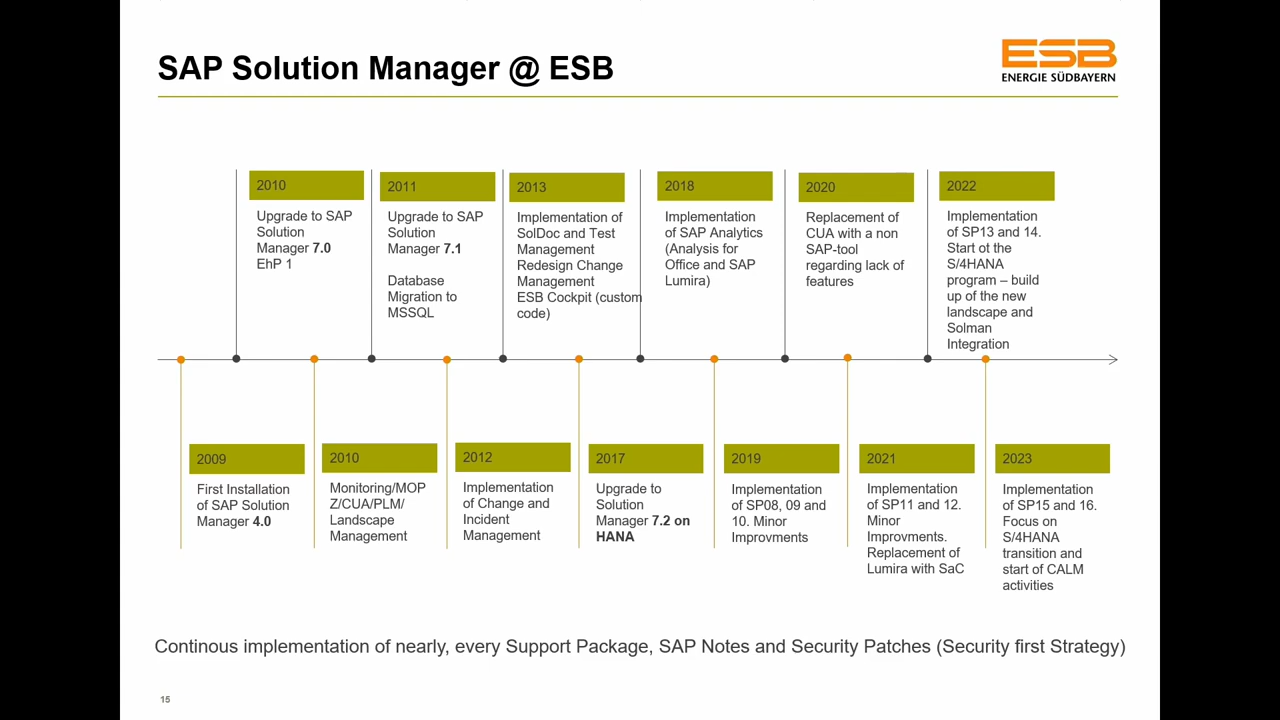 SAP Solution Manager @ ESB
ESB
ENERGIE SÜDBAYERN
2010
Upgrade to SAP
Solution
Manager 7.0
EhP 1
2011
Upgrade to SAP
Solution
Manager 7.1
Database
Migration to
MSSQL
2013
Implementation of
SolDoc and Test
Management
Redesign Change
Management
ESB Cockpit (custom
code)
2018
Implementation
of SAP Analytics
(Analysis for
Office and SAP
Lumira)
2020
Replacement of
CUA with a non
SAP-tool
regarding lack of
features
2022
Implementation
of SP13 and 14.
Start ot the
S/4HANA
program – build
up of the new
landscape and
Solman
Integration
2009
First Installation
of SAP Solution
Manager 4.0
2010
Monitoring/MOP
Z/CUA/PLM/
Landscape
Management
2012
Implementation
of Change and
Incident
Management
2017
Upgrade to
Solution
Manager 7.2 on
HANA
2019
Implementation
of SP08, 09 and
10. Minor
Improvments
2021
Implementation
of SP11 and 12.
Minor
Improvments.
Replacement of
Lumira with SaC
2023
Implementation
of SP15 and 16.
Focus on
S/4HANA
transition and
start of CALM
activities
Continous implementation of nearly, every Support Package, SAP Notes and Security Patches (Security first Strategy)
15